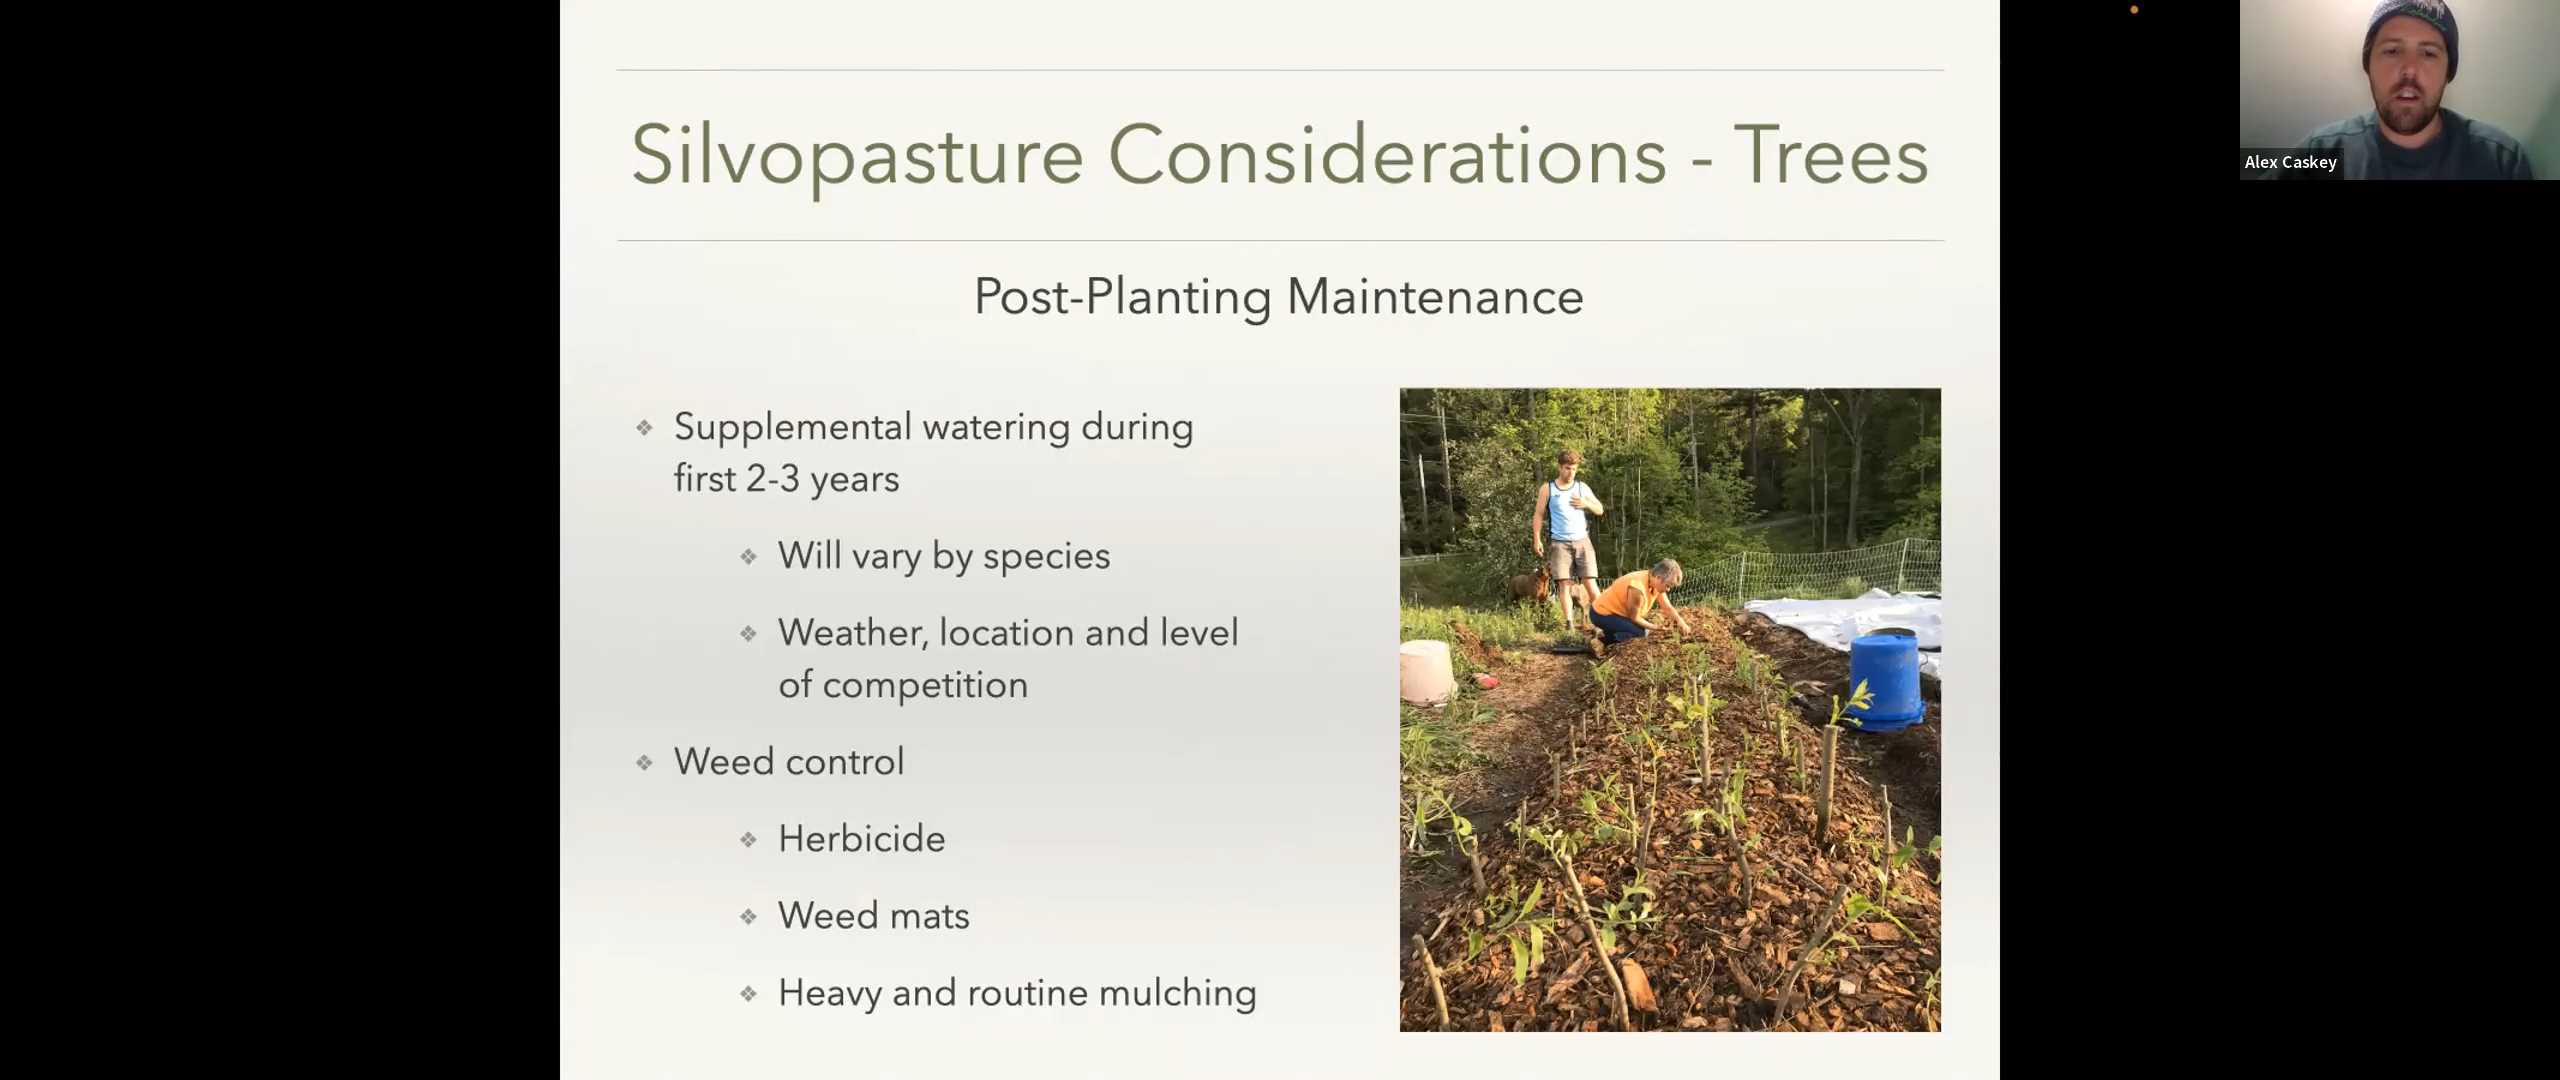 Silvopasture Considerations - Trees
Post-Planting Maintenance
Supplemental watering during
first 2-3 years
Will vary by species
Weather, location and level
of competition
Weed control
Herbicide
Weed mats
Heavy and routine mulching
Alex Caskey